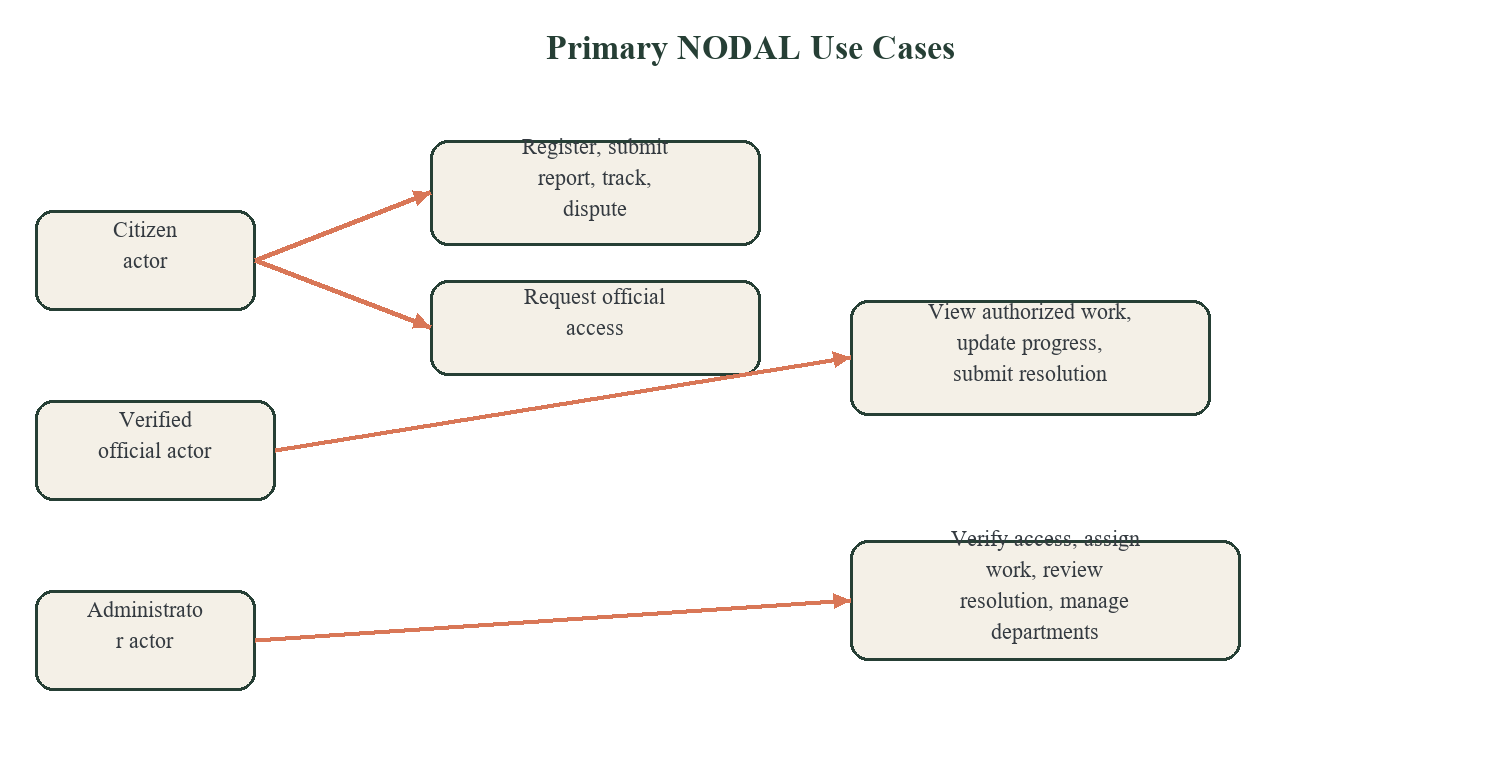 Primary NODAL Use Cases
Register, submit
report, track,
dispute
Citizen
actor
Request official
access
View authorized work,
update progress,
submit resolution
Verified
official actor
Verify access, assign
work, review
resolution, manage
departments
Administrato
r actor